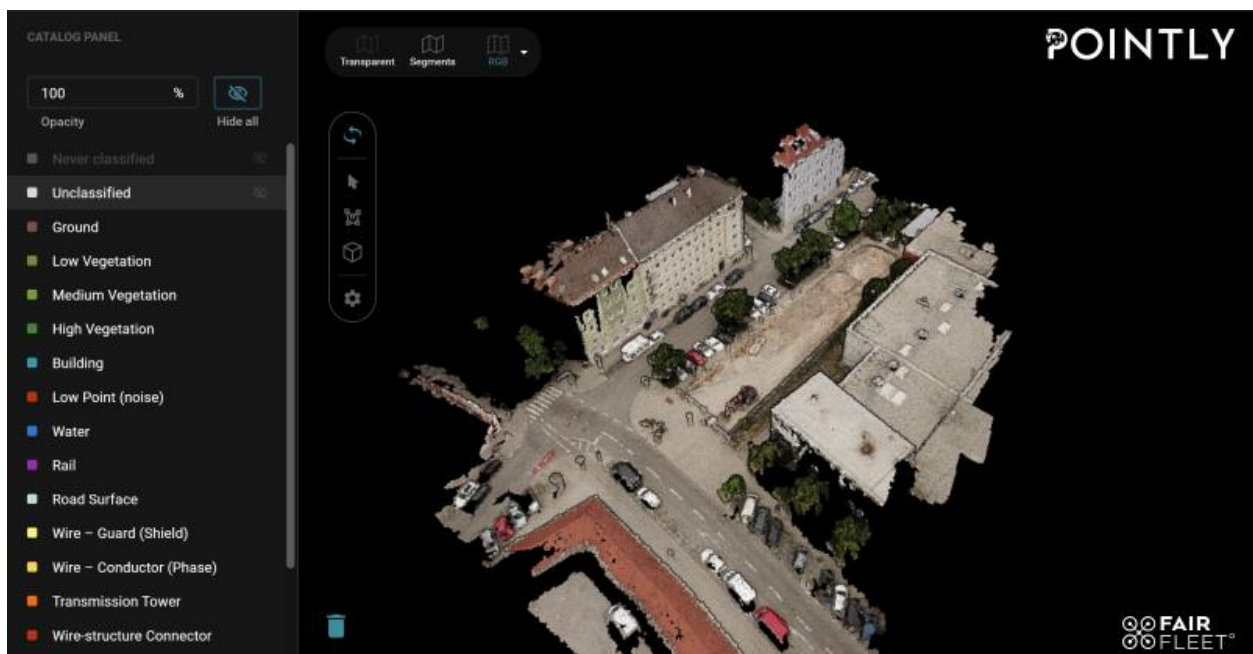 CATALOG PANEL
100 %
Opacity Hide all
Never classified
Unclassified
Ground
Low Vegetation
Medium Vegetation
High Vegetation
Building
Low Point (noise)
Water
Rail
Road Surface
Wire – Guard (Shield)
Wire – Conductor (Phase)
Transmission Tower
Wire-structure Connector
Transparent Segments RGB
POINTLY
FAIR
FLEET°